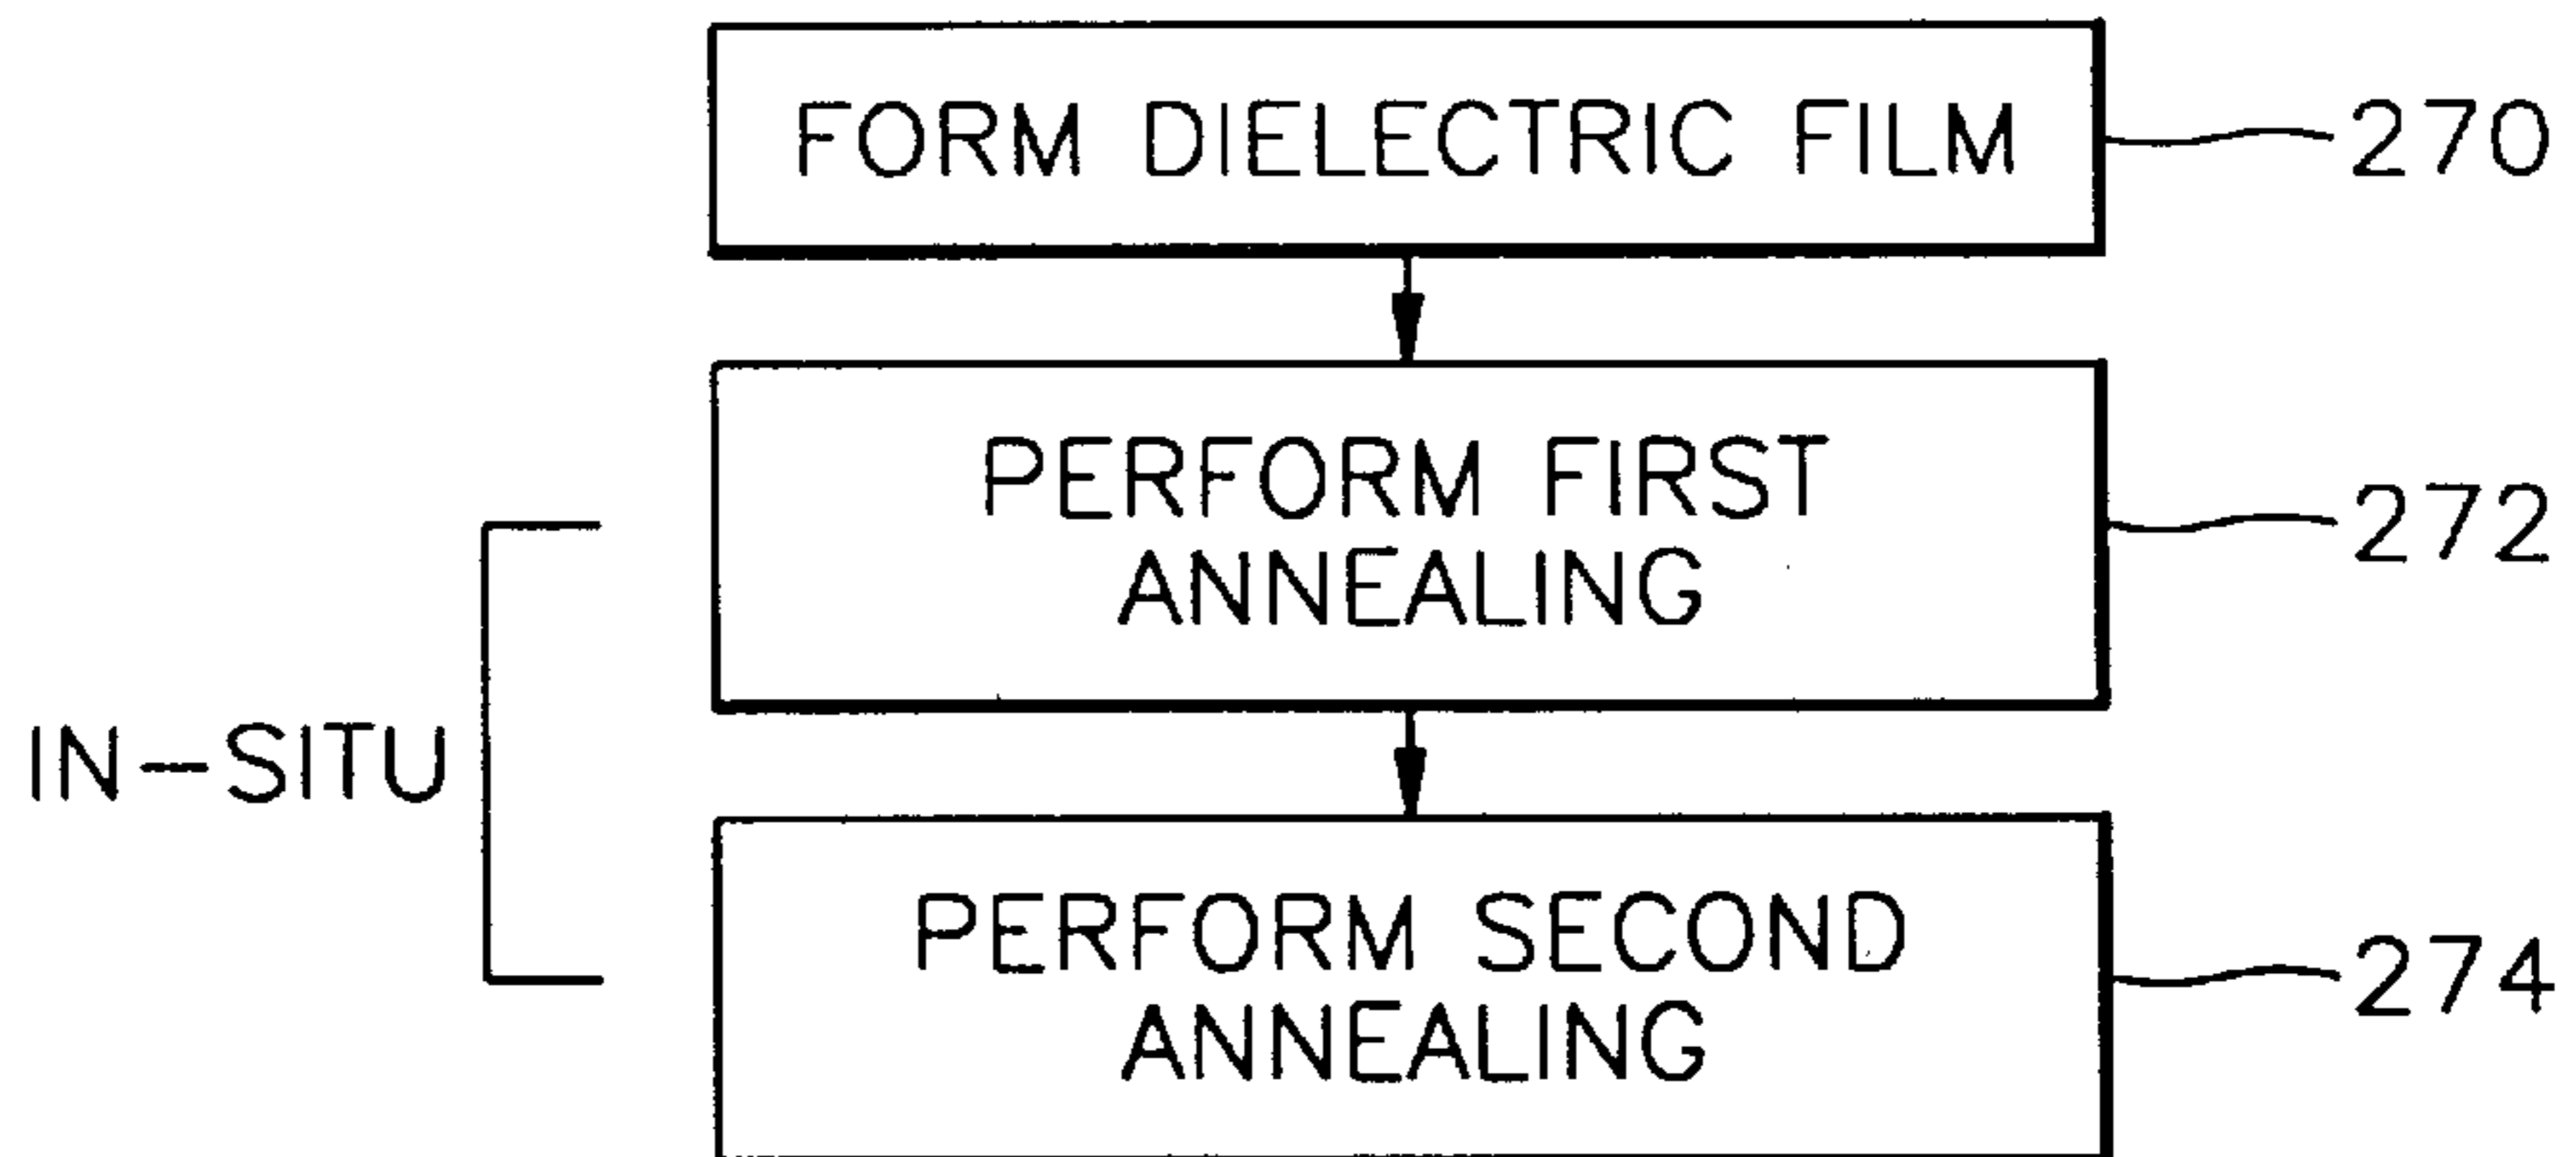 FORM DIELECTRIC FILM
270
PERFORM FIRST
ANNEALING
272
IN-SITU
PERFORM SECOND
ANNEALING
274